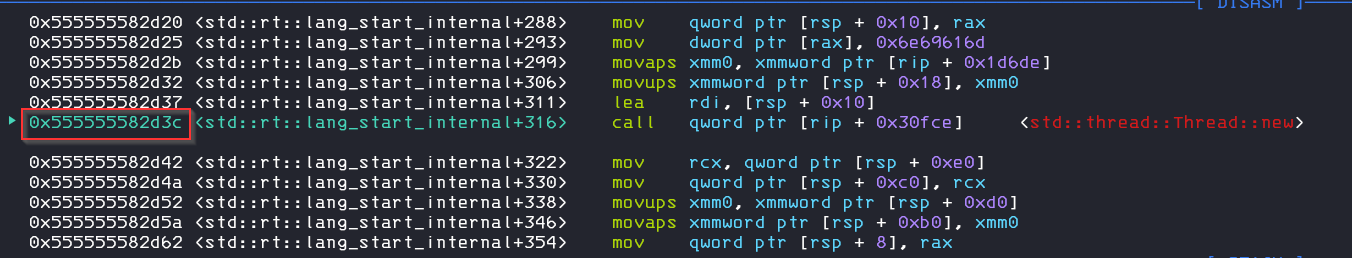 [ DISASM ]
0x555555582d20 <std::rt::lang_start_internal+288> mov qword ptr [rsp + 0x10], rax
0x555555582d25 <std::rt::lang_start_internal+293> mov dword ptr [rax], 0x6e69616d
0x555555582d2b <std::rt::lang_start_internal+299> movaps xmm0, xmmword ptr [rip + 0x1d6de]
0x555555582d32 <std::rt::lang_start_internal+306> movups xmmword ptr [rsp + 0x18], xmm0
0x555555582d37 <std::rt::lang_start_internal+311> lea rdi, [rsp + 0x10]
► 0x555555582d3c <std::rt::lang_start_internal+316> call qword ptr [rip + 0x30fce] <std::thread::Thread::new>
0x555555582d42 <std::rt::lang_start_internal+322> mov rcx, qword ptr [rsp + 0xe0]
0x555555582d4a <std::rt::lang_start_internal+330> mov qword ptr [rsp + 0xc0], rcx
0x555555582d52 <std::rt::lang_start_internal+338> movups xmm0, xmmword ptr [rsp + 0xd0]
0x555555582d5a <std::rt::lang_start_internal+346> movaps xmmword ptr [rsp + 0xb0], xmm0
0x555555582d62 <std::rt::lang_start_internal+354> mov qword ptr [rsp + 8], rax